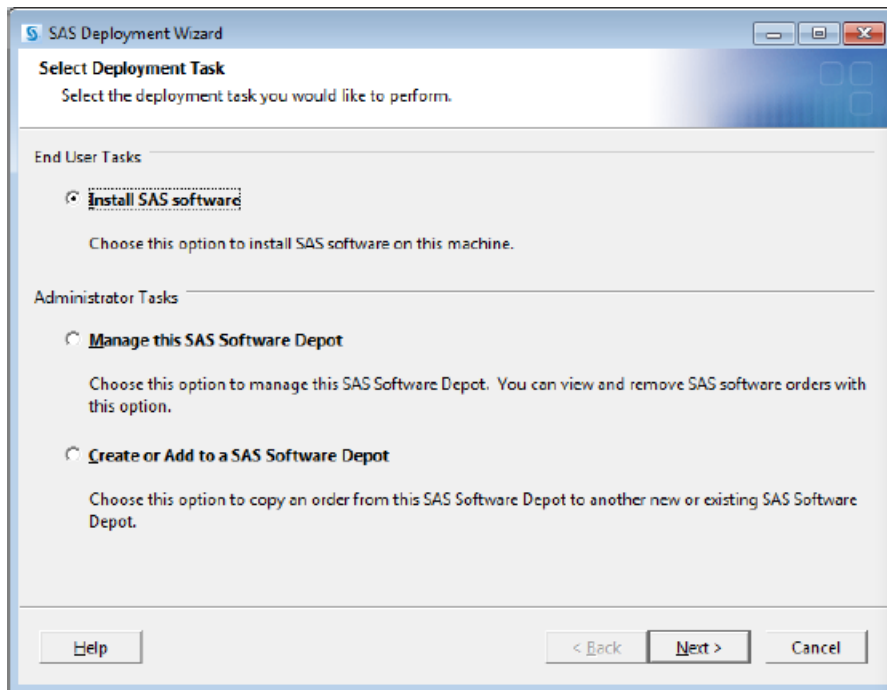 SAS Deployment Wizard
Select Deployment Task
Select the deployment task you would like to perform.
End User Tasks
Install SAS software
Choose this option to install SAS software on this machine.
Administrator Tasks
Manage this SAS Software Depot
Choose this option to manage this SAS Software Depot. You can view and remove SAS software orders with
this option.
Create or Add to a SAS Software Depot
Choose this option to copy an order from this SAS Software Depot to another new or existing SAS Software
Depot.
Help
< Back
Next >
Cancel